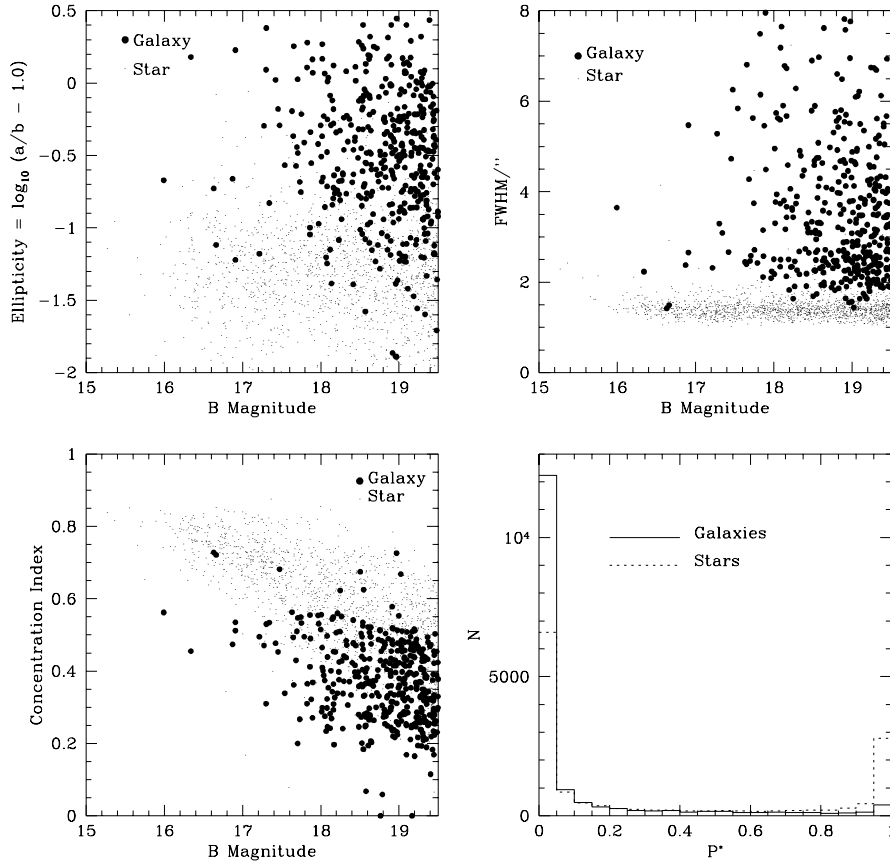 0.5
0
−0.5
−1
−1.5
−2
Ellipticity = log₁₀ (a/b − 1.0)
Galaxy
Star
15 16 17 18 19
B Magnitude
8
6
4
2
0
FWHM/''
Galaxy
Star
15 16 17 18 19
B Magnitude
1
0.8
0.6
0.4
0.2
0
Concentration Index
Galaxy
Star
15 16 17 18 19
B Magnitude
10⁴
5000
0
N
Galaxies
Stars
0 0.2 0.4 0.6 0.8 1
P*